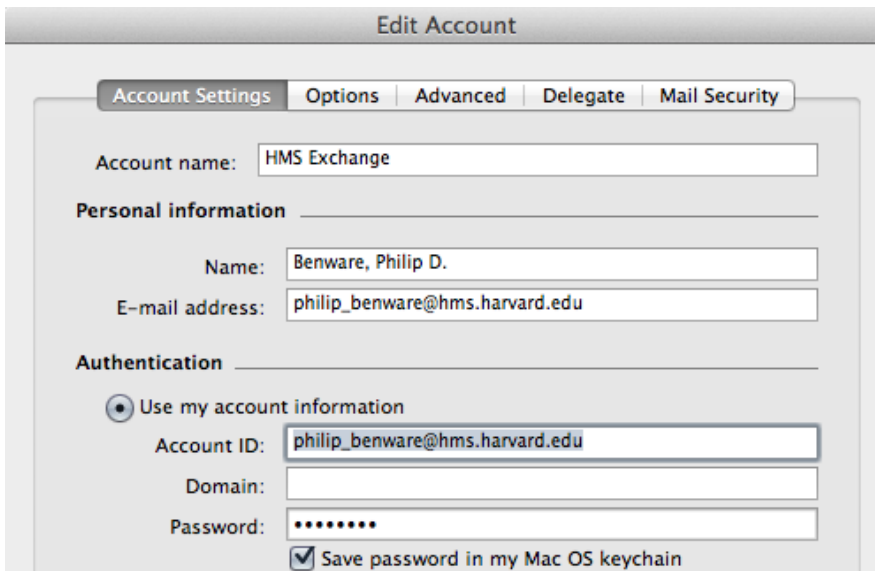 Edit Account
Account Settings Options Advanced Delegate Mail Security
Account name: HMS Exchange
Personal information
Name: Benware, Philip D.
E-mail address: philip_benware@hms.harvard.edu
Authentication
Use my account information
Account ID: philip_benware@hms.harvard.edu
Domain:
Password: ••••••••
Save password in my Mac OS keychain